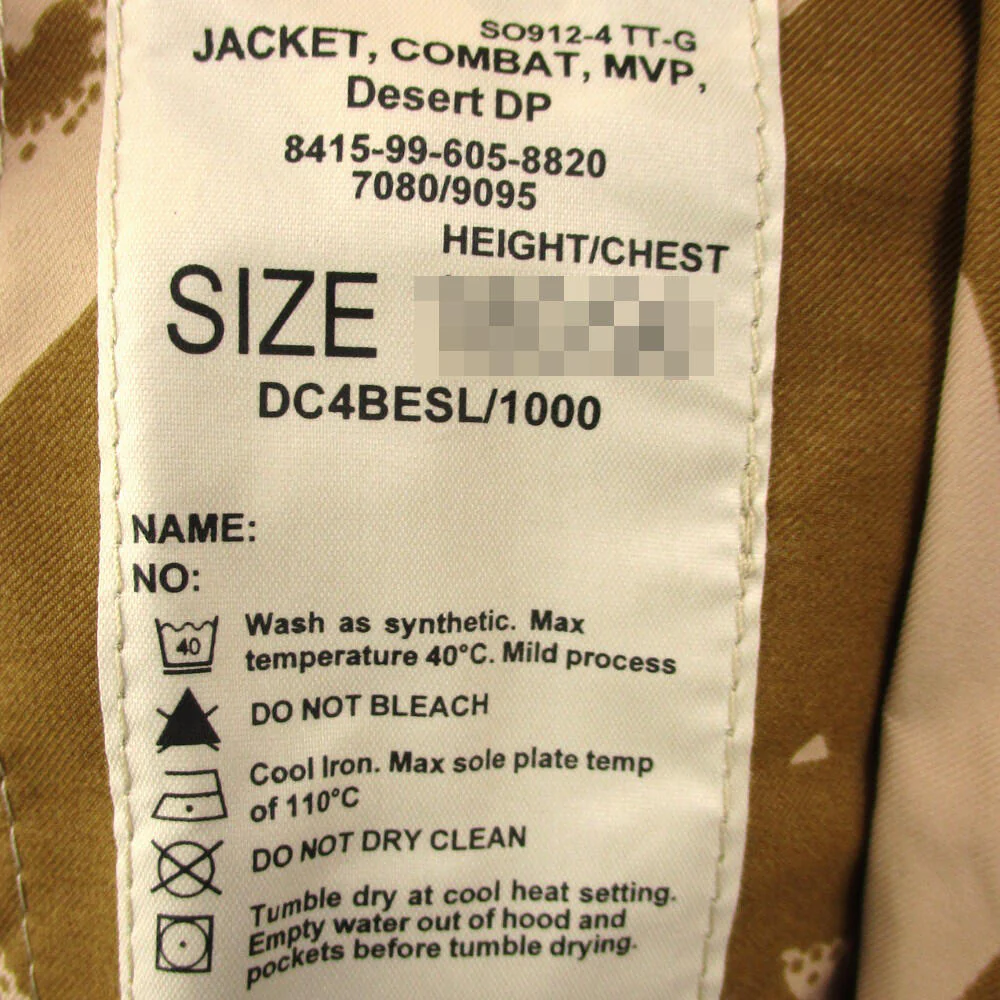 SO912-4 TT-G
JACKET, COMBAT, MVP,
Desert DP
8415-99-605-8820
7080/9095
HEIGHT/CHEST
SIZE
DC4BESL/1000
NAME:
NO:
40
Wash as synthetic. Max
temperature 40°C. Mild process
DO NOT BLEACH
Cool Iron. Max sole plate temp
of 110°C
DO NOT DRY CLEAN
Tumble dry at cool heat setting.
Empty water out of hood and
pockets before tumble drying.